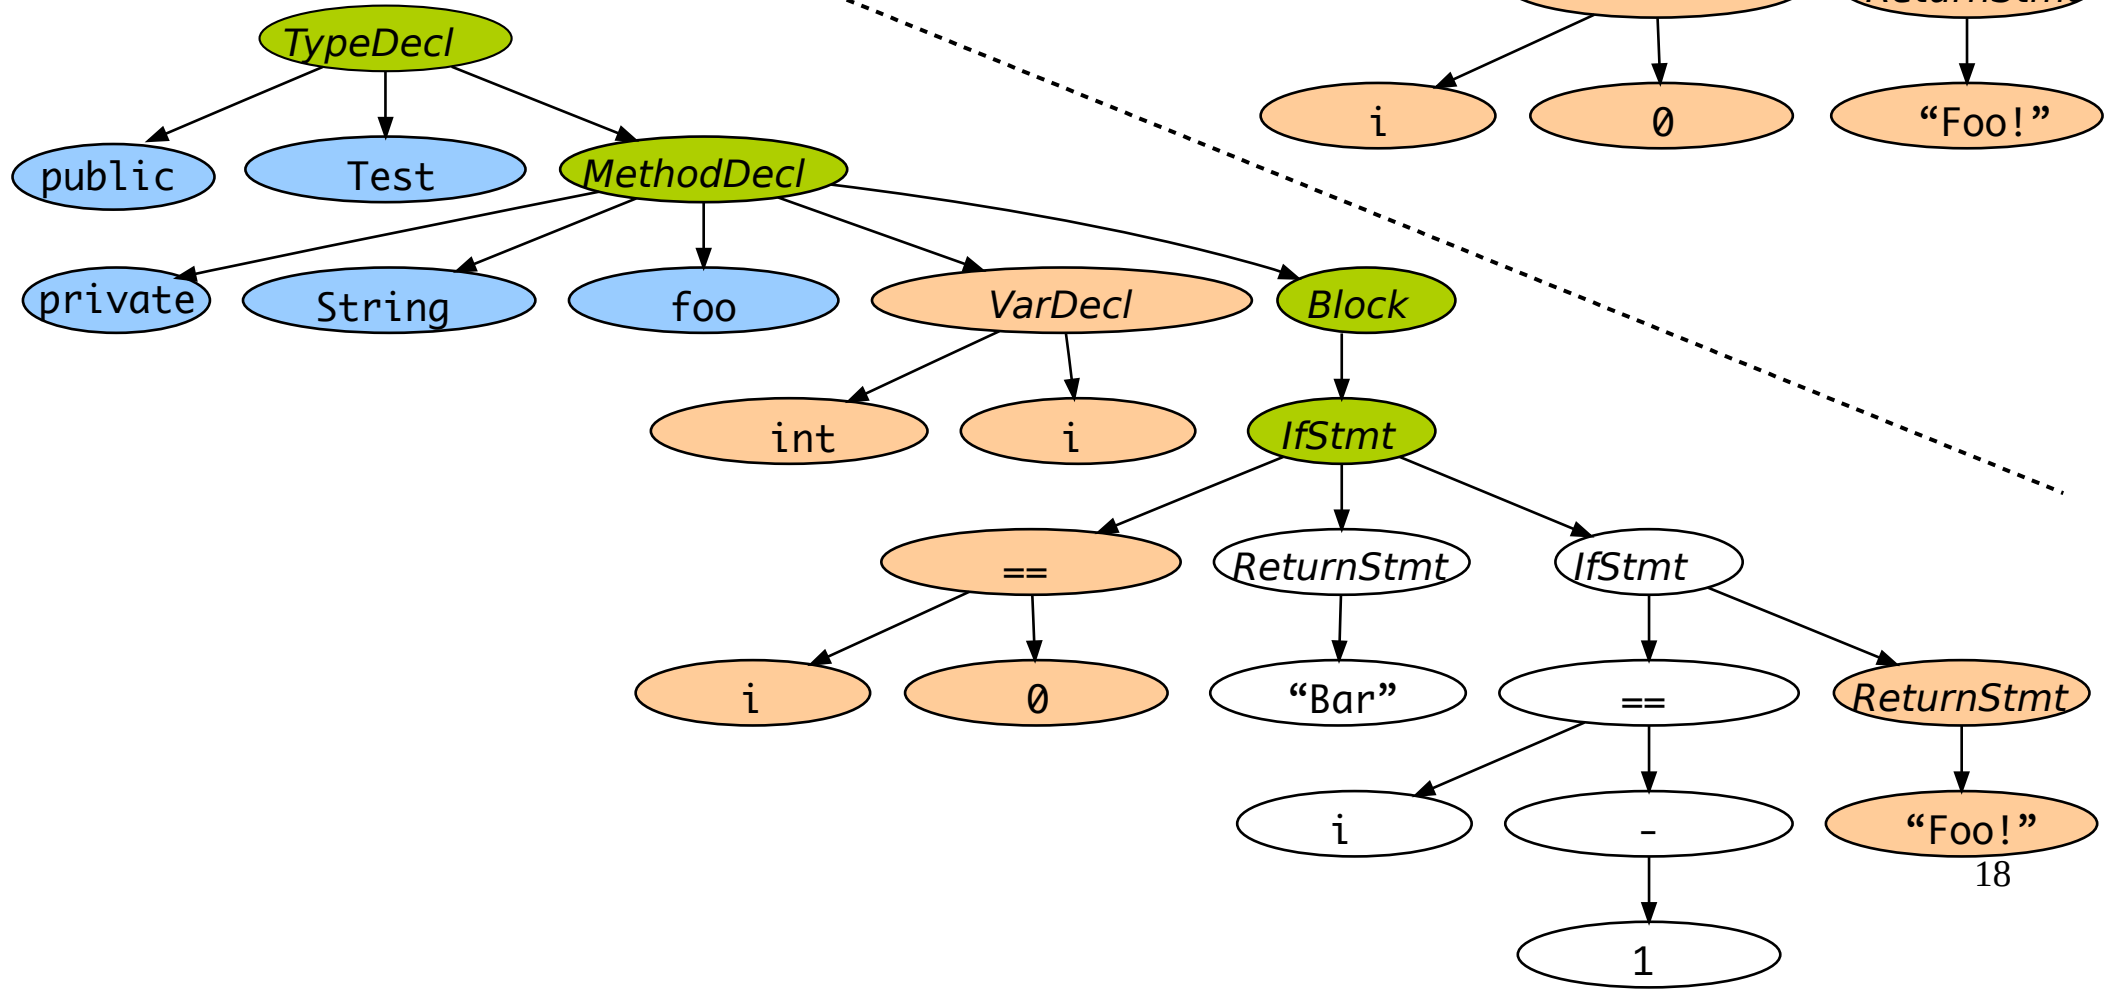 TypeDecl
ReturnStmt
i
0
“Foo!”
public
Test
MethodDecl
private
String
foo
VarDecl
Block
int
i
IfStmt
==
ReturnStmt
IfStmt
i
0
“Bar”
==
ReturnStmt
i
-
“Foo!”
18
1